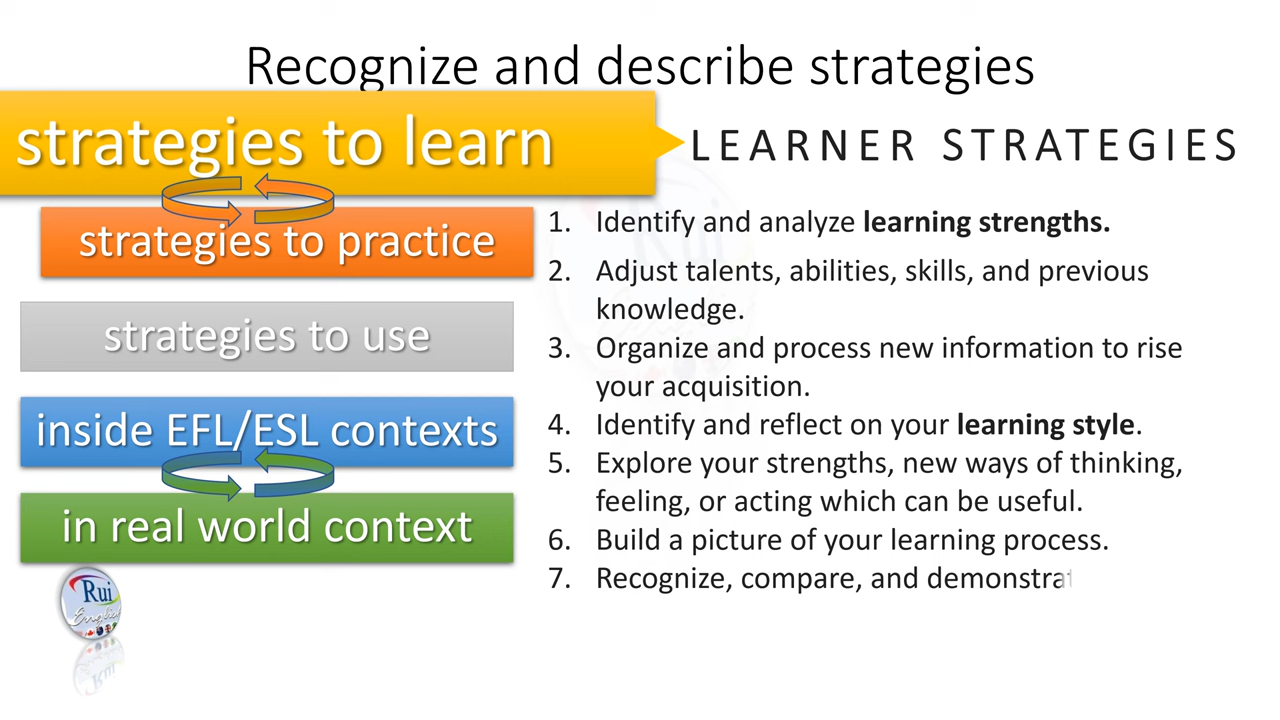 Recognize and describe strategies
strategies to learn
LEARNER STRATEGIES
strategies to practice
strategies to use
inside EFL/ESL contexts
in real world context
1. Identify and analyze learning strengths.
2. Adjust talents, abilities, skills, and previous
knowledge.
3. Organize and process new information to rise
your acquisition.
4. Identify and reflect on your learning style.
5. Explore your strengths, new ways of thinking,
feeling, or acting which can be useful.
6. Build a picture of your learning process.
7. Recognize, compare, and demonstrat
Rui
English